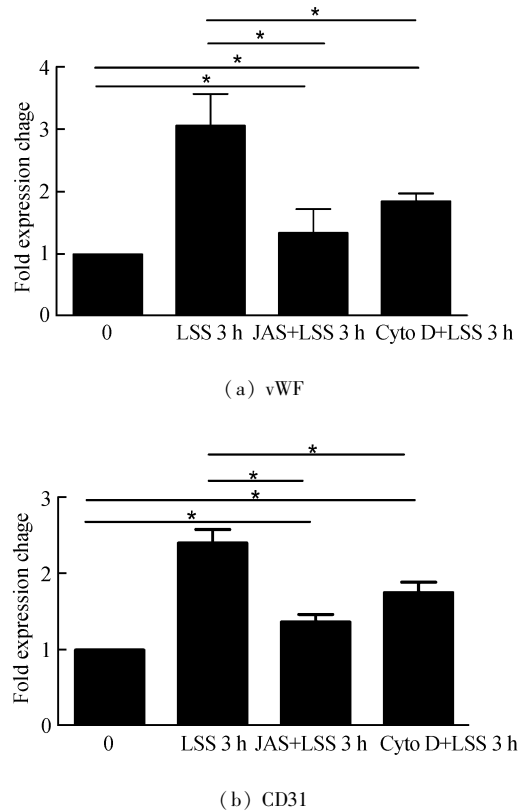 *
*
*
*
4
3
2
1
0
Fold expression chage
0 LSS 3 h JAS+LSS 3 h Cyto D+LSS 3 h
(a) vWF
*
*
*
*
3
2
1
0
Fold expression chage
0 LSS 3 h JAS+LSS 3 h Cyto D+LSS 3 h
(b) CD31